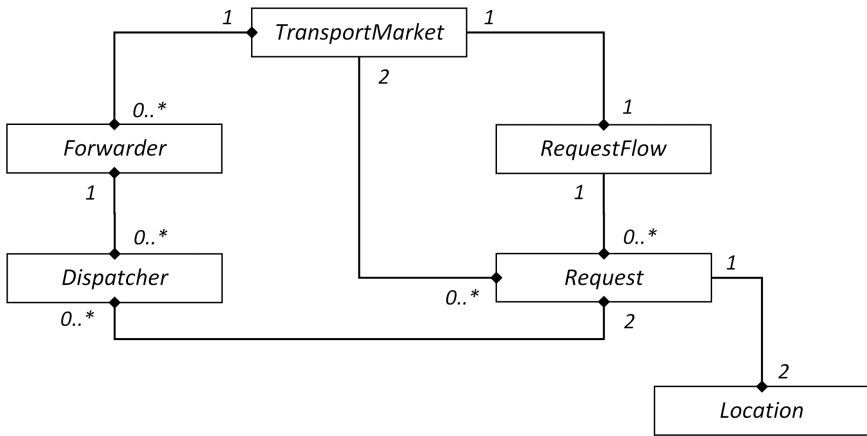 1
TransportMarket
1
2
0..*
1
Forwarder
RequestFlow
1
1
0..*
0..*
Dispatcher
Request
1
0..*
0..*
2
2
Location